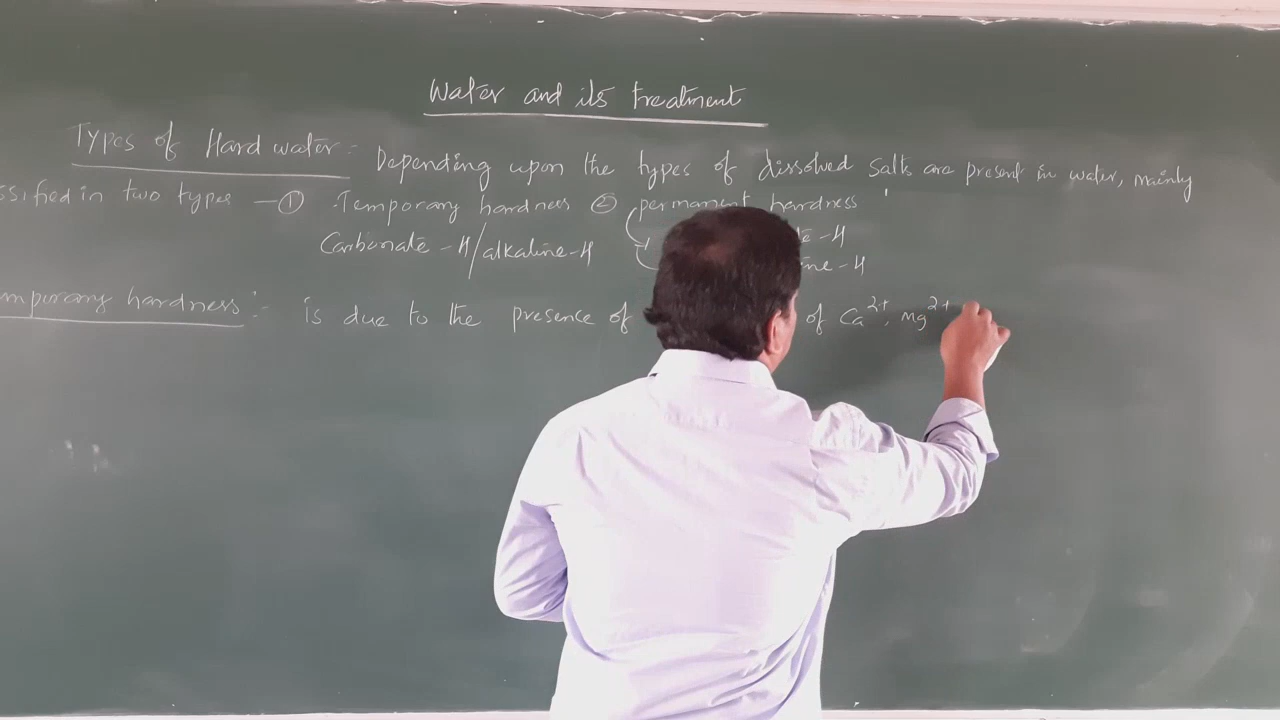 Water and its treatment
Types of Hard water:- Depending upon the types of dissolved salts are present in water, mainly
ssified in two types — ① Temporary hardness ② permanent hardness
Carbonate - H/alkaline-H te - H
ine - H
mporary hardness:- is due to the presence of of Ca2+, Mg2+